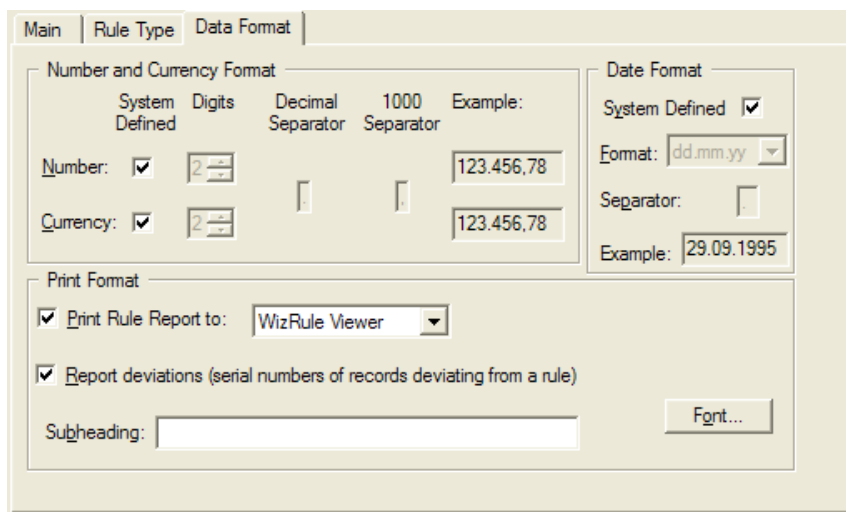 Main Rule Type Data Format
Number and Currency Format
System Defined Digits Decimal Separator 1000 Separator Example:
Number: 2 . , 123.456,78
Currency: 2 123.456,78
Date Format
System Defined
Format: dd.mm.yy
Separator: .
Example: 29.09.1995
Print Format
Print Rule Report to: WizRule Viewer
Report deviations (serial numbers of records deviating from a rule)
Subheading: Font...